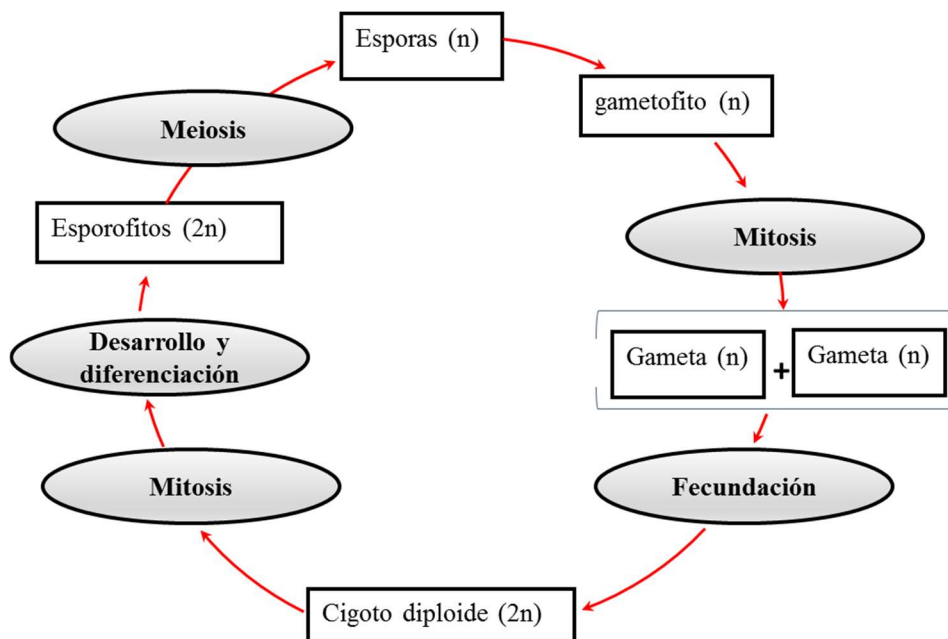 Esporas (n)
gametofito (n)
Mitosis
Gameta (n) + Gameta (n)
Fecundación
Cigoto diploide (2n)
Mitosis
Desarrollo y
diferenciación
Esporofitos (2n)
Meiosis